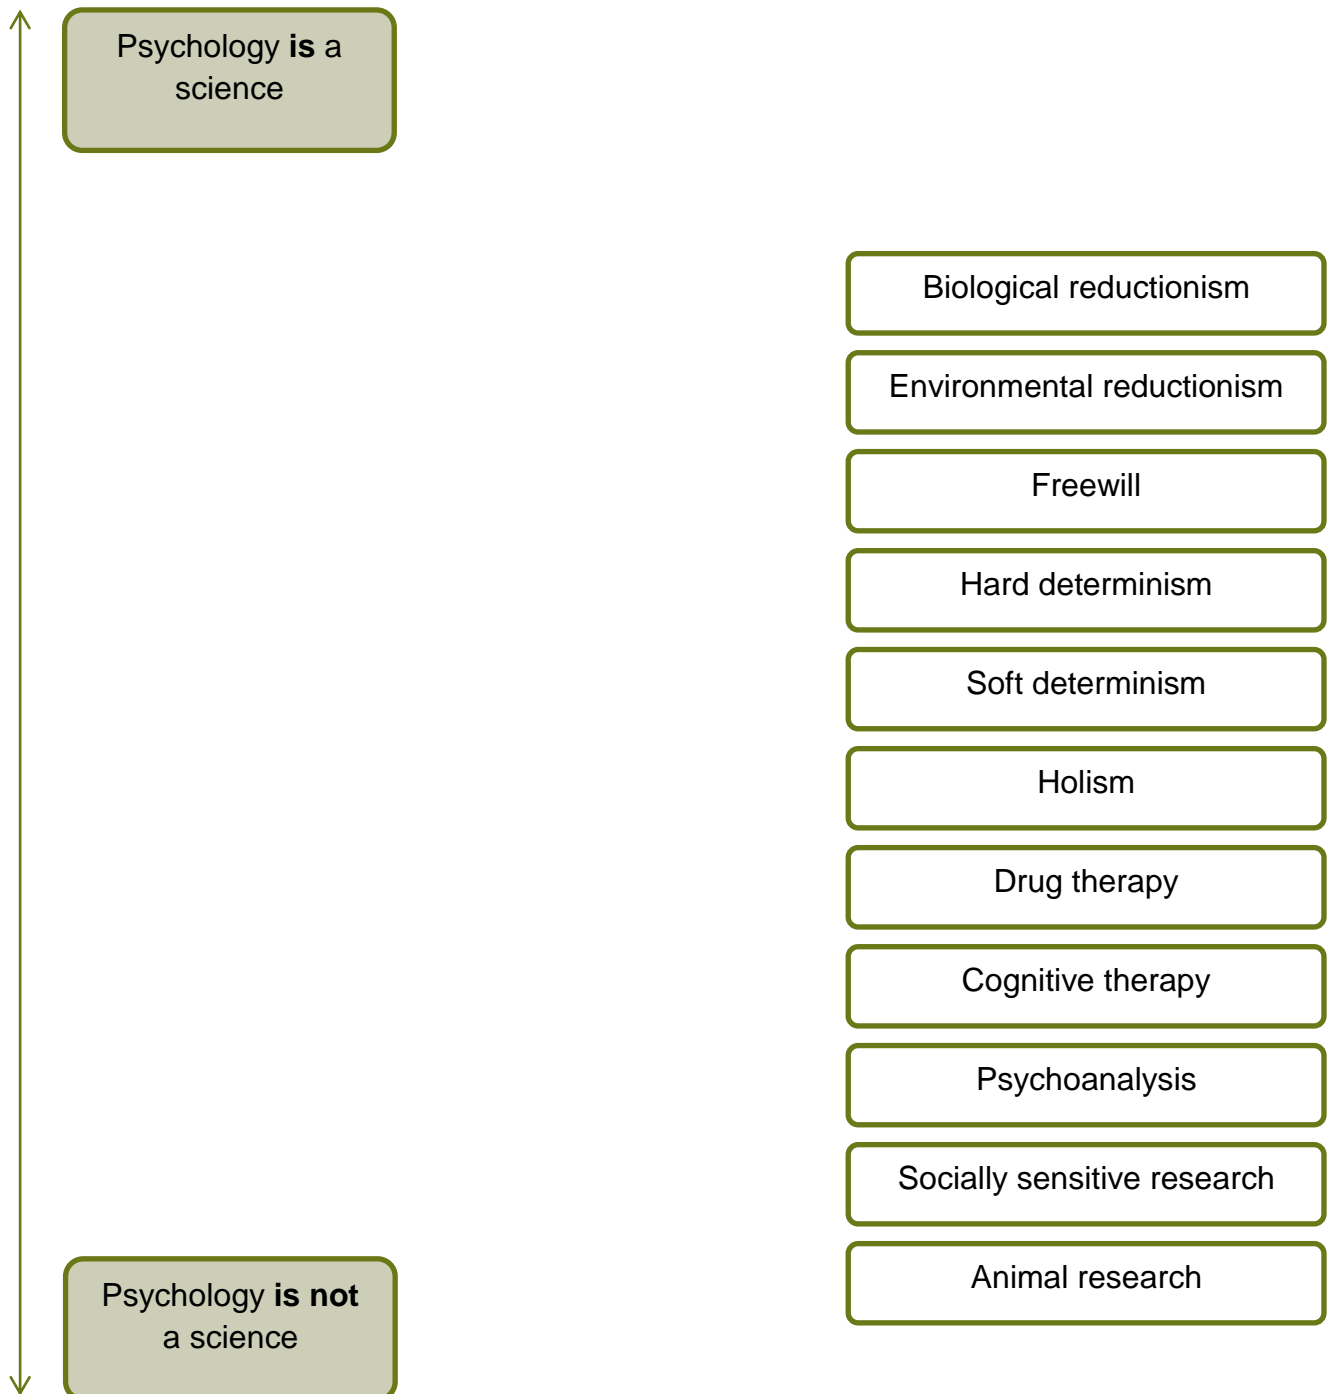 Psychology is a
science
Biological reductionism
Environmental reductionism
Freewill
Hard determinism
Soft determinism
Holism
Drug therapy
Cognitive therapy
Psychoanalysis
Socially sensitive research
Animal research
Psychology is not
a science